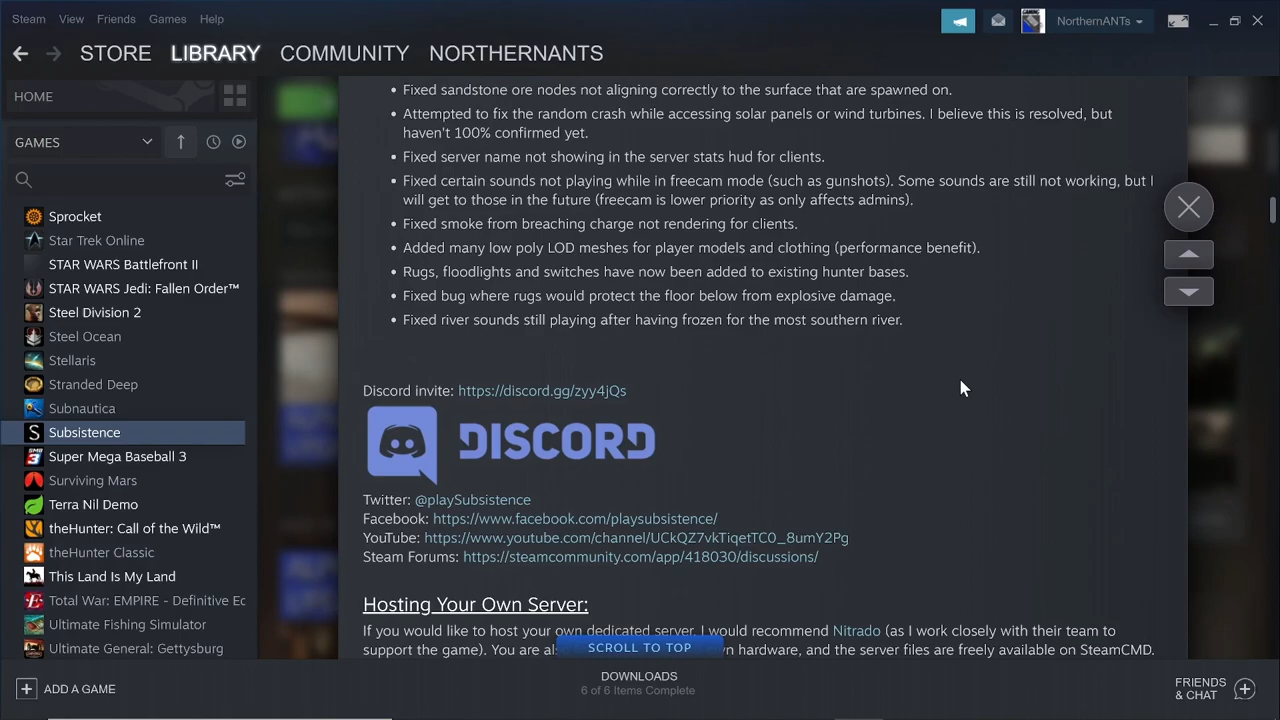 Steam View Friends Games Help
NorthernANTs
STORE LIBRARY COMMUNITY NORTHERNANTS
HOME
GAMES
Sprocket
Star Trek Online
STAR WARS Battlefront II
STAR WARS Jedi: Fallen Order™
Steel Division 2
Steel Ocean
Stellaris
Stranded Deep
Subnautica
Subsistence
Super Mega Baseball 3
Surviving Mars
Terra Nil Demo
theHunter: Call of the Wild™
theHunter Classic
This Land Is My Land
Total War: EMPIRE - Definitive Ec
Ultimate Fishing Simulator
Ultimate General: Gettysburg
• Fixed sandstone ore nodes not aligning correctly to the surface that are spawned on.
• Attempted to fix the random crash while accessing solar panels or wind turbines. I believe this is resolved, but
haven't 100% confirmed yet.
• Fixed server name not showing in the server stats hud for clients.
• Fixed certain sounds not playing while in freecam mode (such as gunshots). Some sounds are still not working, but I
will get to those in the future (freecam is lower priority as only affects admins).
• Fixed smoke from breaching charge not rendering for clients.
• Added many low poly LOD meshes for player models and clothing (performance benefit).
• Rugs, floodlights and switches have now been added to existing hunter bases.
• Fixed bug where rugs would protect the floor below from explosive damage.
• Fixed river sounds still playing after having frozen for the most southern river.
Discord invite: https://discord.gg/zyy4jQs
DISCORD
Twitter: @playSubsistence
Facebook: https://www.facebook.com/playsubsistence/
YouTube: https://www.youtube.com/channel/UCkQZ7vkTiqetTC0_8umY2Pg
Steam Forums: https://steamcommunity.com/app/418030/discussions/
Hosting Your Own Server:
If you would like to host your own dedicated server, I would recommend Nitrado (as I work closely with their team to
support the game). You are al wn hardware, and the server files are freely available on SteamCMD.
SCROLL TO TOP
ADD A GAME
DOWNLOADS
6 of 6 Items Complete
FRIENDS
& CHAT